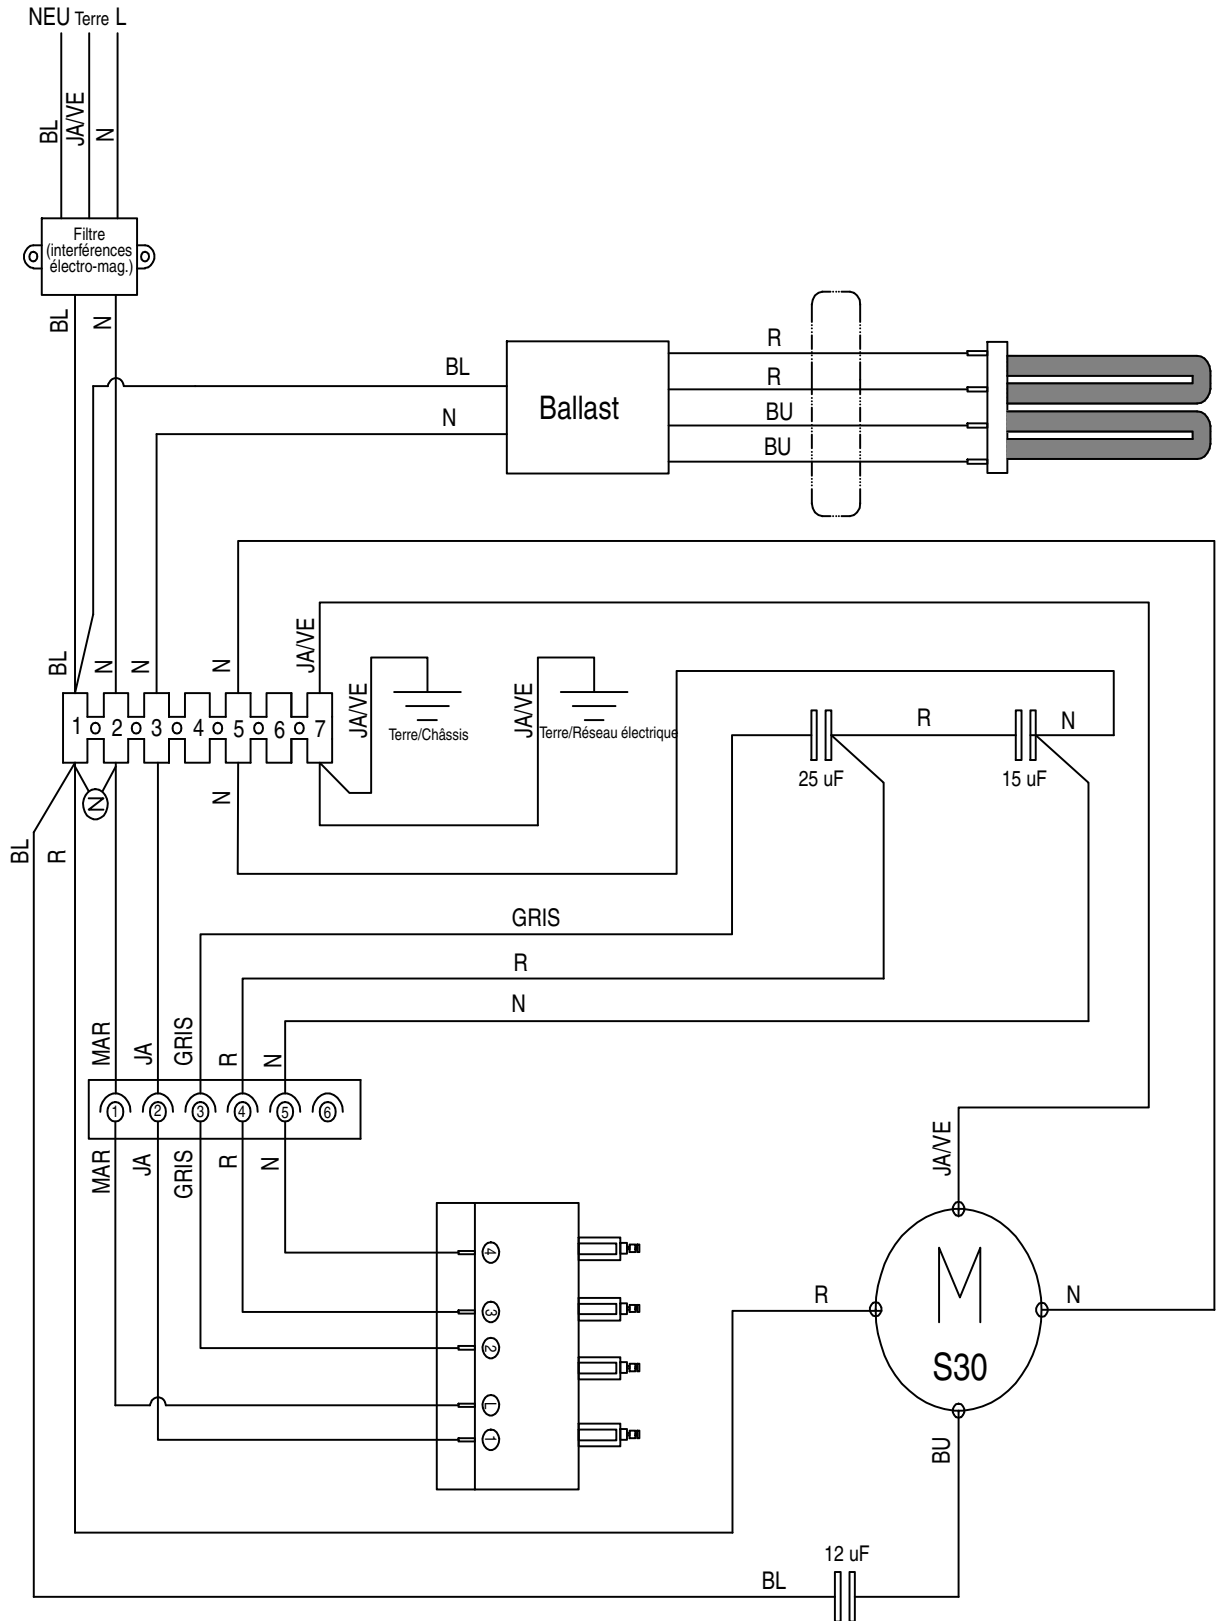 NEU Terre L
BL
JA/VE
N
Filtre
(interférences
électro-mag.)
BL
N
BL
N
Ballast
R
R
BU
BU
BL
N
N
N
JA/VE
1 2 3 4 5 6 7
JA/VE
Terre/Châssis
JA/VE
Terre/Réseau électrique
R
N
25 uF
15 uF
N
N
BL
R
GRIS
R
N
MAR
JA
GRIS
R
N
1 2 3 4 5 6
MAR
JA
GRIS
R
N
4
3
2
L
1
JA/VE
R
M
N
S30
BU
12 uF
BL